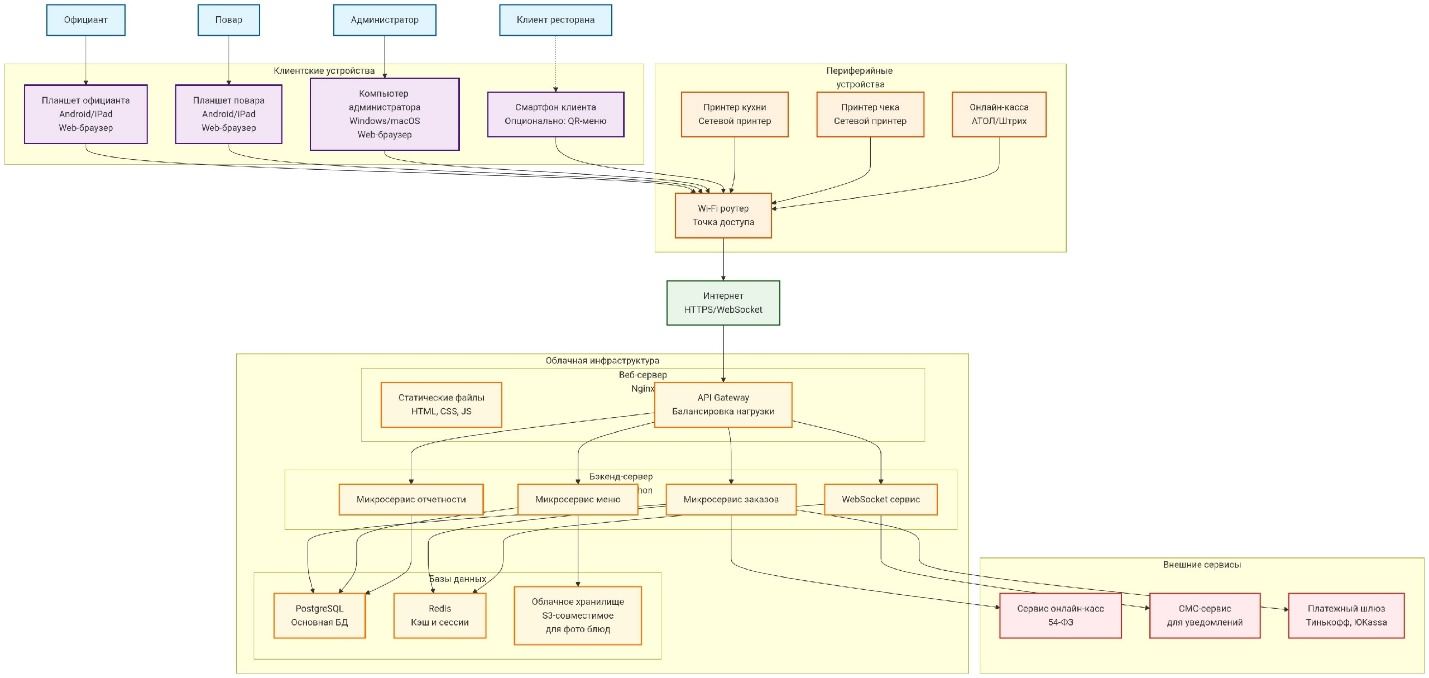 Официант
Повар
Администратор
Клиент ресторана
Клиентские устройства
Планшет официанта
Android/iPad
Web-браузер
Планшет повара
Android/iPad
Web-браузер
Компьютер
администратора
Windows/macOS
Web-браузер
Смартфон клиента
Опционально: QR-меню
Периферийные
устройства
Принтер кухни
Сетевой принтер
Принтер чека
Сетевой принтер
Онлайн-касса
АТОЛ/Штрих
Wi-Fi роутер
Точка доступа
Интернет
HTTPS/WebSocket
Облачная инфраструктура
Веб-сервер
Nginx
Статические файлы
HTML, CSS, JS
API Gateway
Балансировка нагрузки
Бэкенд-сервер
Микросервис отчетности
Микросервис меню
Микросервис заказов
WebSocket сервис
Базы данных
PostgreSQL
Основная БД
Redis
Кэш и сессии
Облачное хранилище
S3-совместимое
для фото блюд
Внешние сервисы
Сервис онлайн-касс
54-ФЗ
СМС-сервис
для уведомлений
Платежный шлюз
Тинькофф, ЮKassa